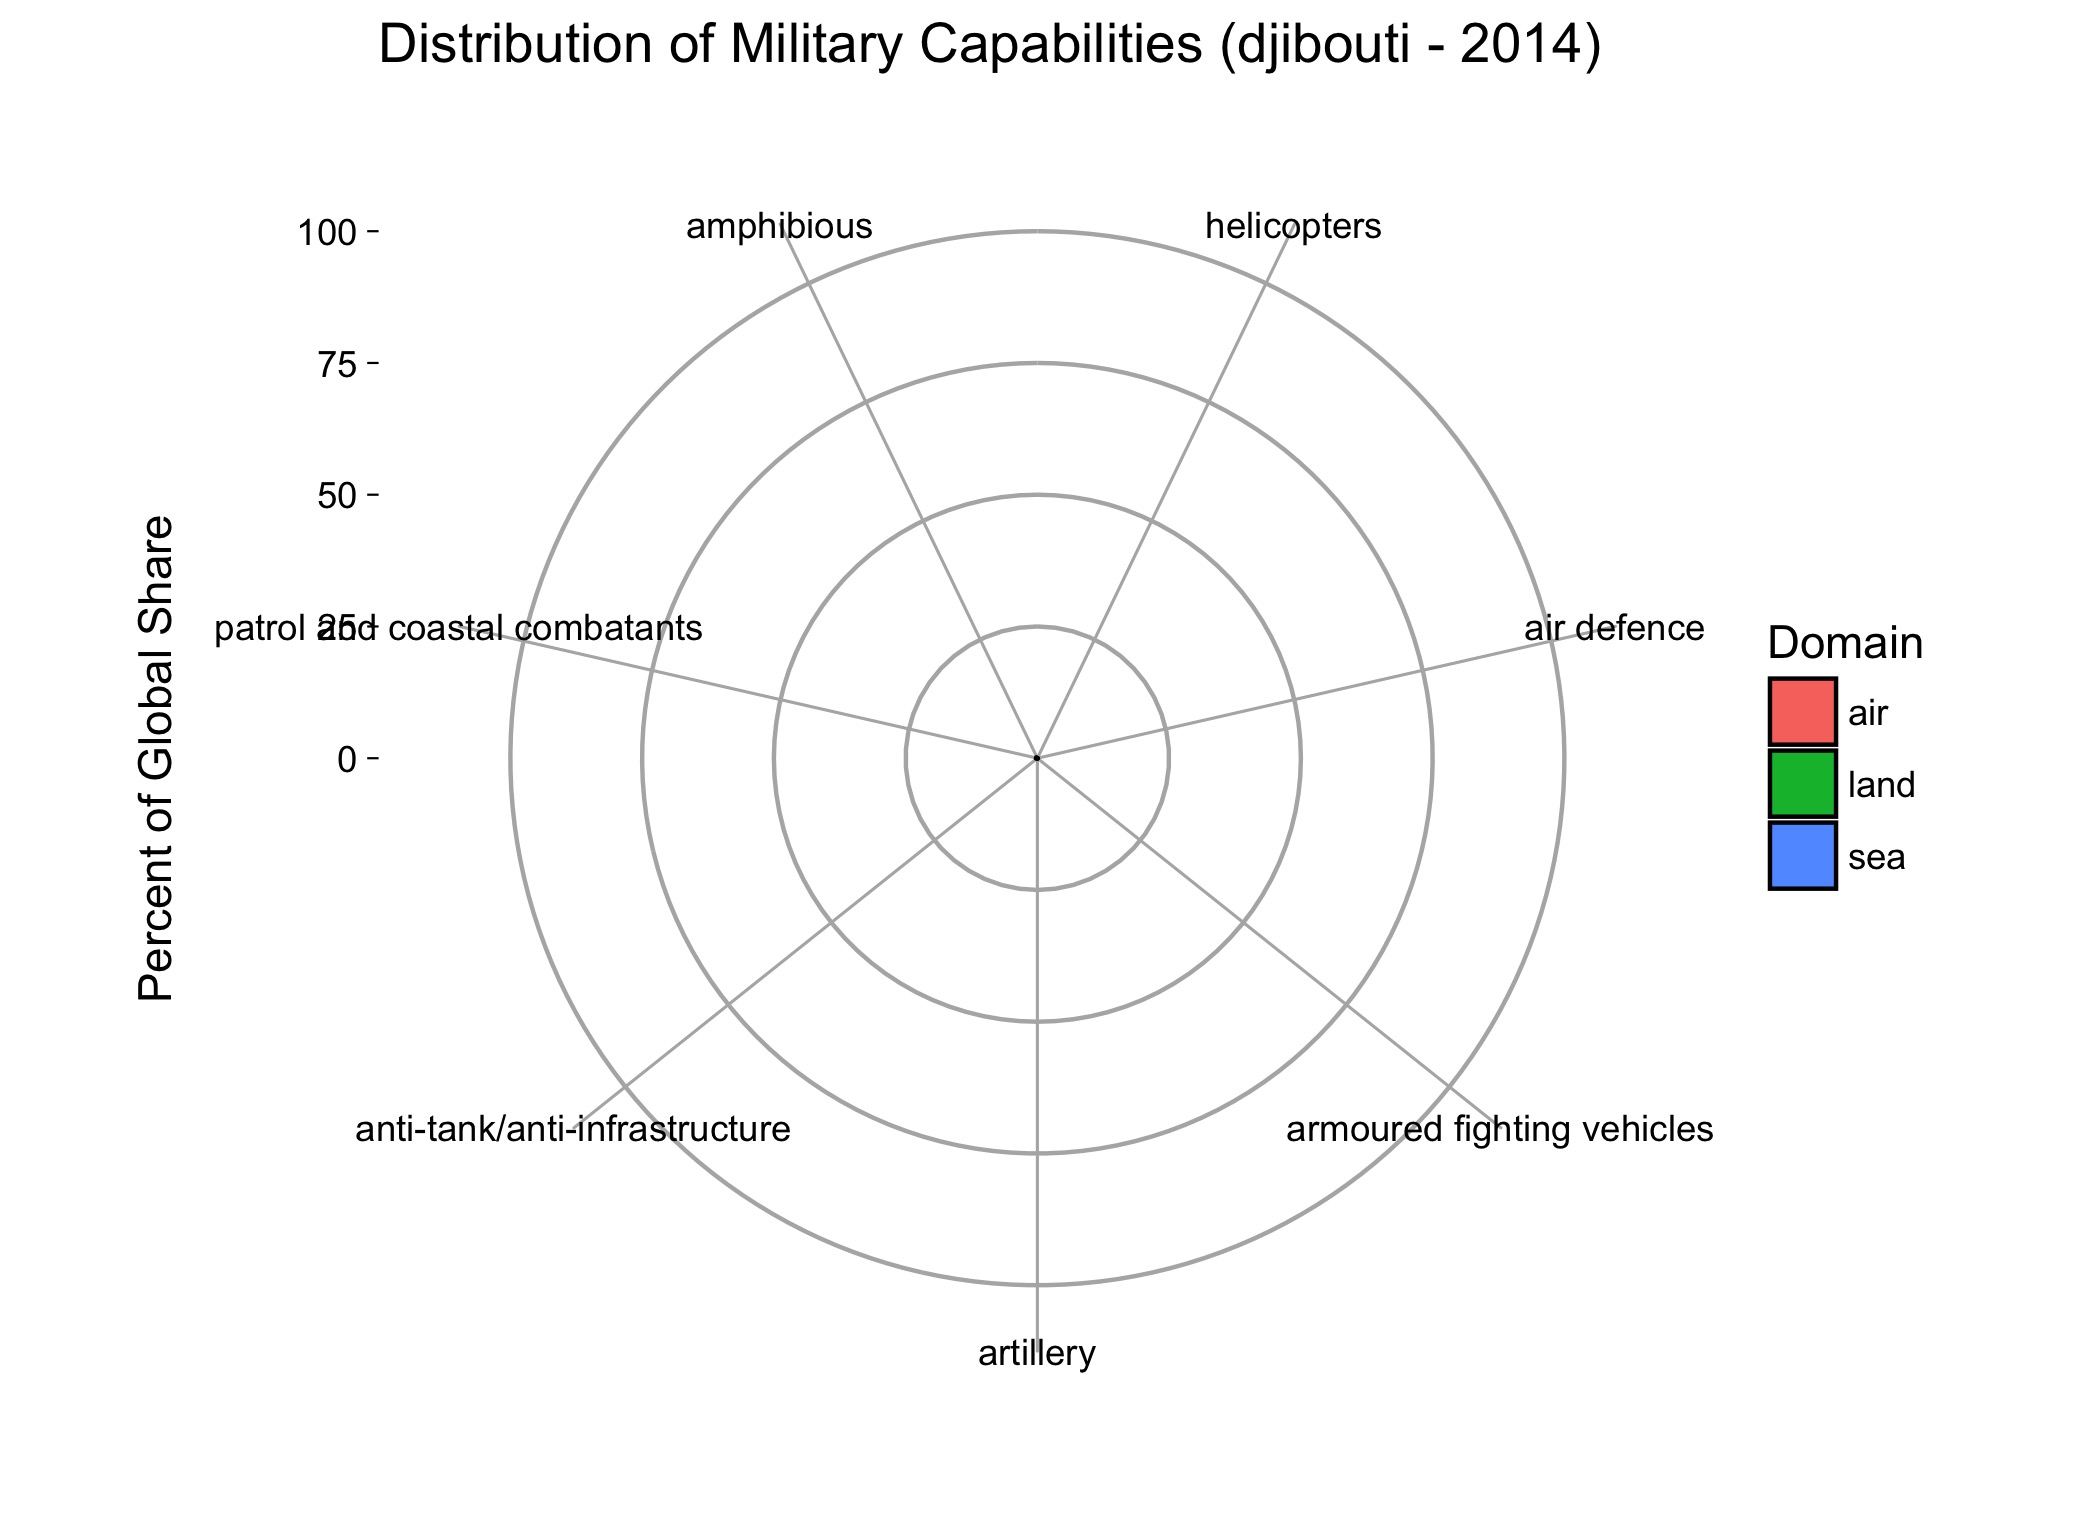 Distribution of Military Capabilities (djibouti - 2014)
Percent of Global Share
100
75
50
25
0
amphibious
helicopters
patrol and coastal combatants
air defence
anti-tank/anti-infrastructure
armoured fighting vehicles
artillery
Domain
air
land
sea